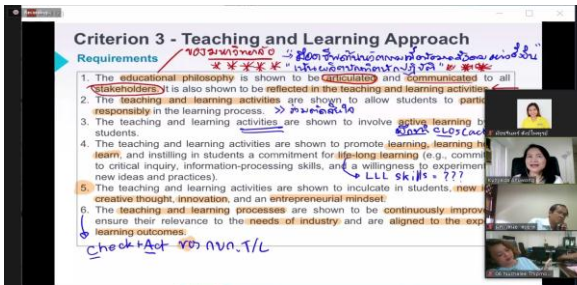 Criterion 3 - Teaching and Learning Approach
Requirements
1. The educational philosophy is shown to be articulated and communicated to all
stakeholders. It is also shown to be reflected in the teaching and learning activities.
2. The teaching and learning activities are shown to allow students to partic
responsibly in the learning process.
3. The teaching and learning activities are shown to involve active learning by
students.
4. The teaching and learning activities are shown to promote learning, learning h
learn, and instilling in students a commitment for life-long learning (e.g., commi
to critical inquiry, information-processing skills, and a willingness to experimen
new ideas and practices).
LLL skills = ???
5. The teaching and learning activities are shown to inculcate in students, new i
creative thought, innovation, and an entrepreneurial mindset.
6. The teaching and learning processes are shown to be continuously improv
ensure their relevance to the needs of industry and are aligned to the exp
learning outcomes.
Check+Act ของ กบก. T/L